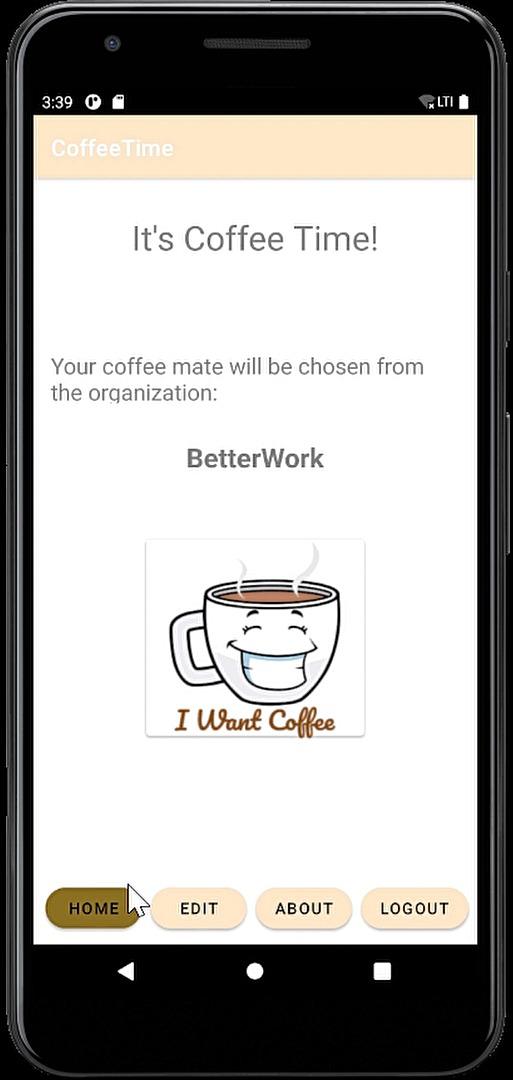 3:39 LTI
CoffeeTime
It's Coffee Time!
Your coffee mate will be chosen from
the organization:
BetterWork
I Want Coffee
HOME EDIT ABOUT LOGOUT